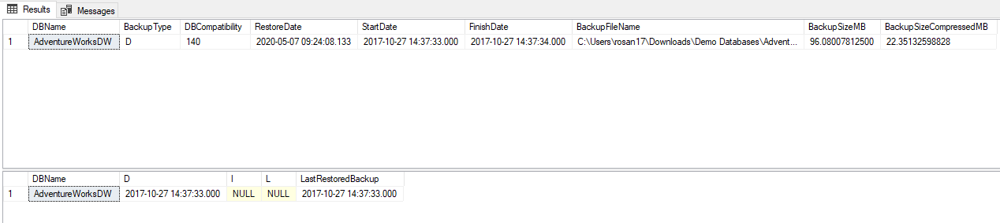 Results Messages
DBName BackupType DBCompatibility RestoreDate StartDate FinishDate BackupFileName BackupSizeMB BackupSizeCompressedMB
1 AdventureWorksDW D 140 2020-05-07 09:24:08.133 2017-10-27 14:37:33.000 2017-10-27 14:37:34.000 C:\Users\rosan17\Downloads\Demo Databases\Advent... 96.08007812500 22.35132598828
DBName D I L LastRestoredBackup
1 AdventureWorksDW 2017-10-27 14:37:33.000 NULL NULL 2017-10-27 14:37:33.000